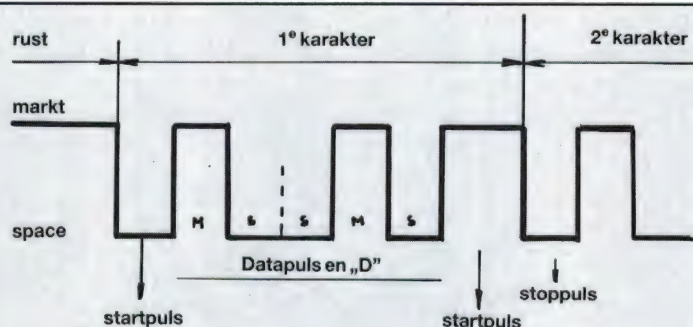 rust 1e karakter 2e karakter
markt
M s s M s
space
Datapuls en „D”
startpuls startpuls stoppuls